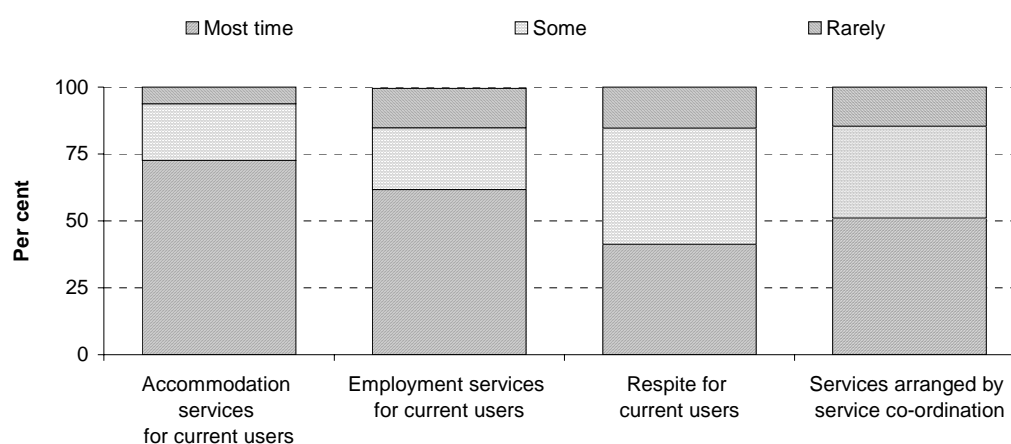 Most time Some Rarely
100
75
50
25
0
Per cent
Accommodation
services
for current users
Employment services
for current users
Respite for
current users
Services arranged by
service co-ordination